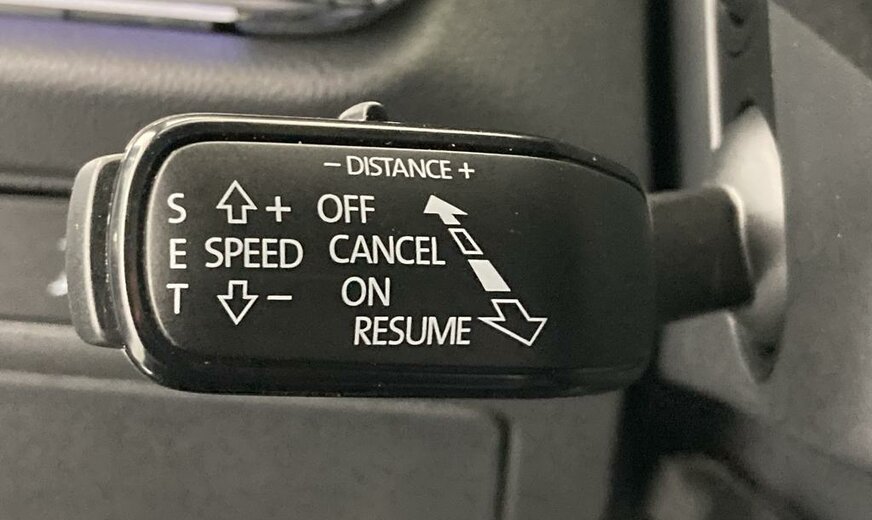 − DISTANCE +
S + OFF
E SPEED CANCEL
T − ON
RESUME